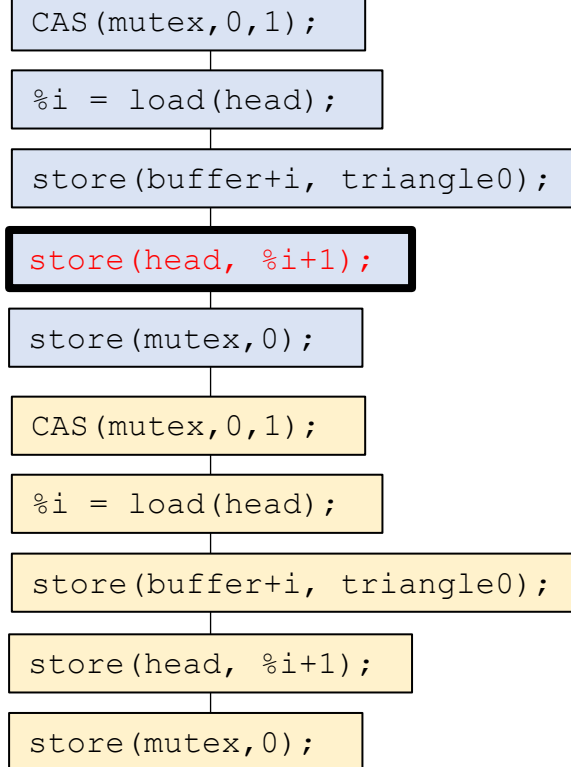 CAS(mutex,0,1);
%i = load(head);
store(buffer+i, triangle0);
store(head, %i+1);
store(mutex,0);
CAS(mutex,0,1);
%i = load(head);
store(buffer+i, triangle0);
store(head, %i+1);
store(mutex,0);